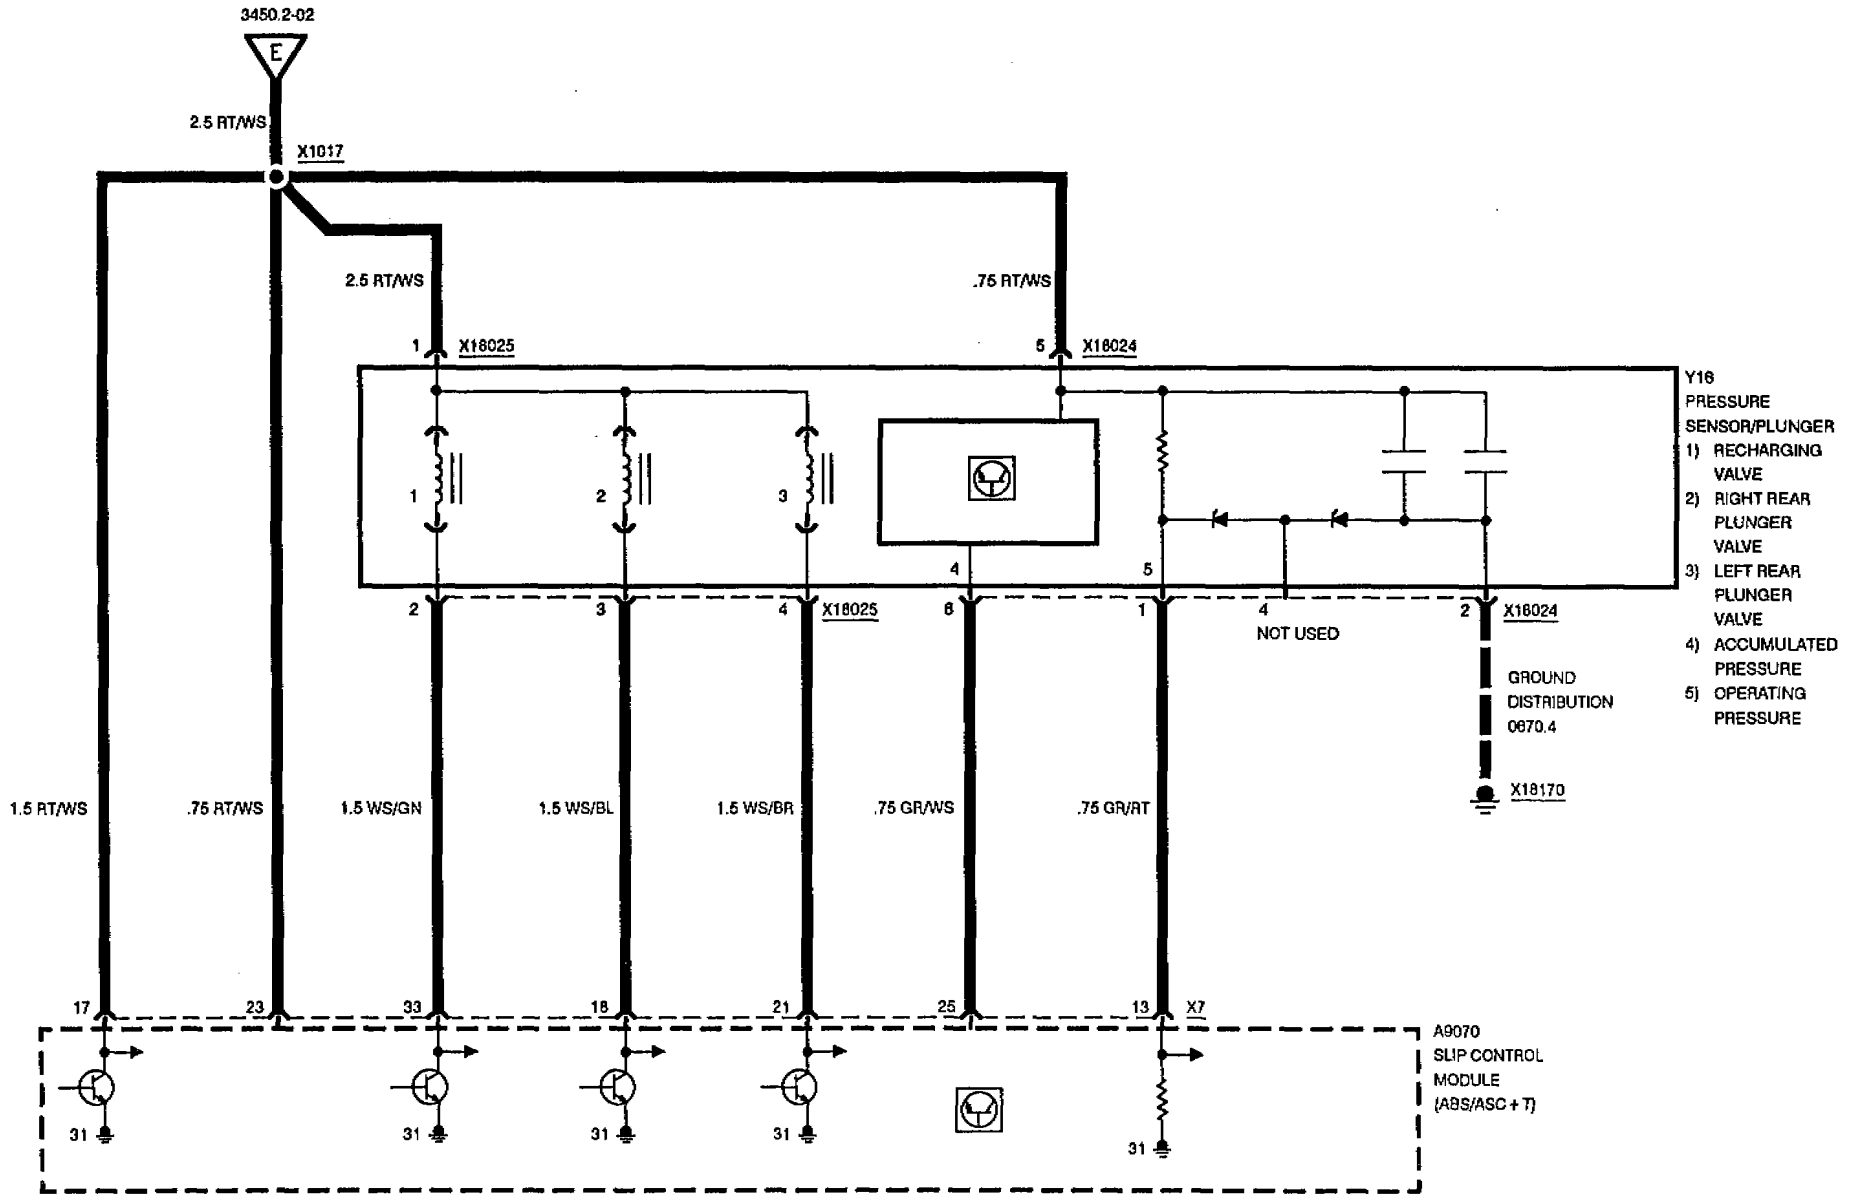 3450.2-02
E
2.5 RT/WS
X1017
2.5 RT/WS
.75 RT/WS
1
X16025
5
X16024
Y16
PRESSURE
SENSOR/PLUNGER
1) RECHARGING
VALVE
2) RIGHT REAR
PLUNGER
VALVE
3) LEFT REAR
PLUNGER
VALVE
4) ACCUMULATED
PRESSURE
5) OPERATING
PRESSURE
1
2
3
4
5
2
3
4
X16025
6
1
4
2
X16024
NOT USED
GROUND
DISTRIBUTION
0670.4
X18170
1.5 RT/WS
.75 RT/WS
1.5 WS/GN
1.5 WS/BL
1.5 WS/BR
.75 GR/WS
.75 GR/RT
17
23
33
18
21
25
13
X7
A9070
SLIP CONTROL
MODULE
(ABS/ASC + T)
31
31
31
31
31